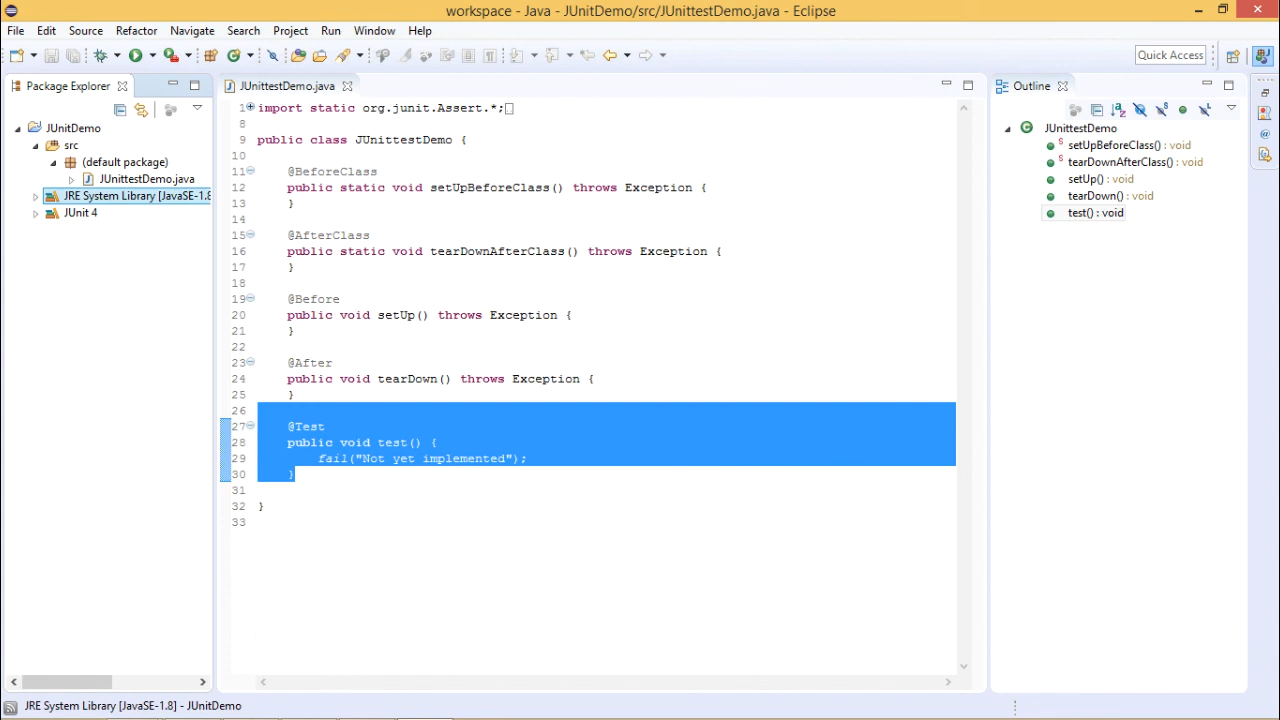 workspace - Java - JUnitDemo/src/JUnittestDemo.java - Eclipse
File Edit Source Refactor Navigate Search Project Run Window Help
Quick Access
Package Explorer
JUnitDemo
src
(default package)
JUnittestDemo.java
JRE System Library [JavaSE-1.8
JUnit 4
JUnittestDemo.java
1 import static org.junit.Assert.*;
8
9 public class JUnittestDemo {
10
11 @BeforeClass
12 public static void setUpBeforeClass() throws Exception {
13 }
14
15 @AfterClass
16 public static void tearDownAfterClass() throws Exception {
17 }
18
19 @Before
20 public void setUp() throws Exception {
21 }
22
23 @After
24 public void tearDown() throws Exception {
25 }
26
27 @Test
28 public void test() {
29 fail("Not yet implemented");
30 }
31
32 }
33
Outline
JUnittestDemo
setUpBeforeClass() : void
tearDownAfterClass() : void
setUp() : void
tearDown() : void
test() : void
JRE System Library [JavaSE-1.8] - JUnitDemo